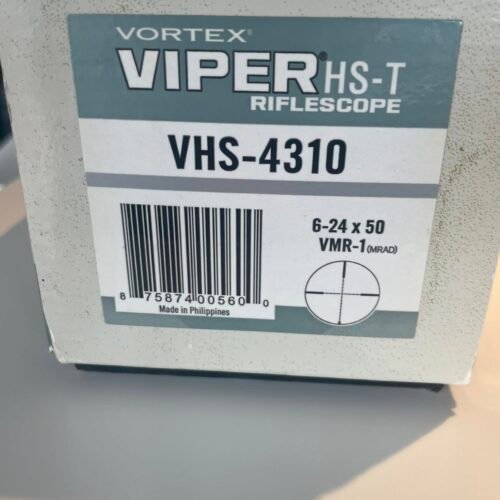 VORTEX®
VIPER® HS-T
RIFLESCOPE
VHS-4310
6-24 x 50
VMR-1 (MRAD)
8 75874 00560 0
Made in Philippines